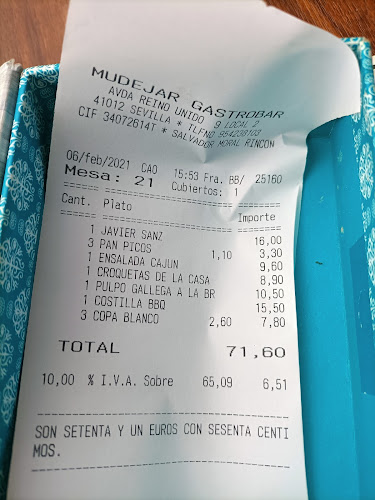 MUDEJAR GASTROBAR
AVDA REINO UNIDO 9 LOCAL 2
41012 SEVILLA * TLFNO 954238103
CIF 34072614T * SALVADOR MORAL RINCON
06/feb/2021 CAO 15:53 Fra. BB/ 25160
Mesa: 21 Cubiertos: 1
Cant. Plato Importe
1 JAVIER SANZ 16,00
3 PAN PICOS 1,10 3,30
1 ENSALADA CAJUN 9,60
1 CROQUETAS DE LA CASA 8,90
1 PULPO GALLEGA A LA BR 10,50
1 COSTILLA BBQ 15,50
3 COPA BLANCO 2,60 7,80
TOTAL 71,60
10,00 % I.V.A. Sobre 65,09 6,51
SON SETENTA Y UN EUROS CON SESENTA CENTI
MOS.